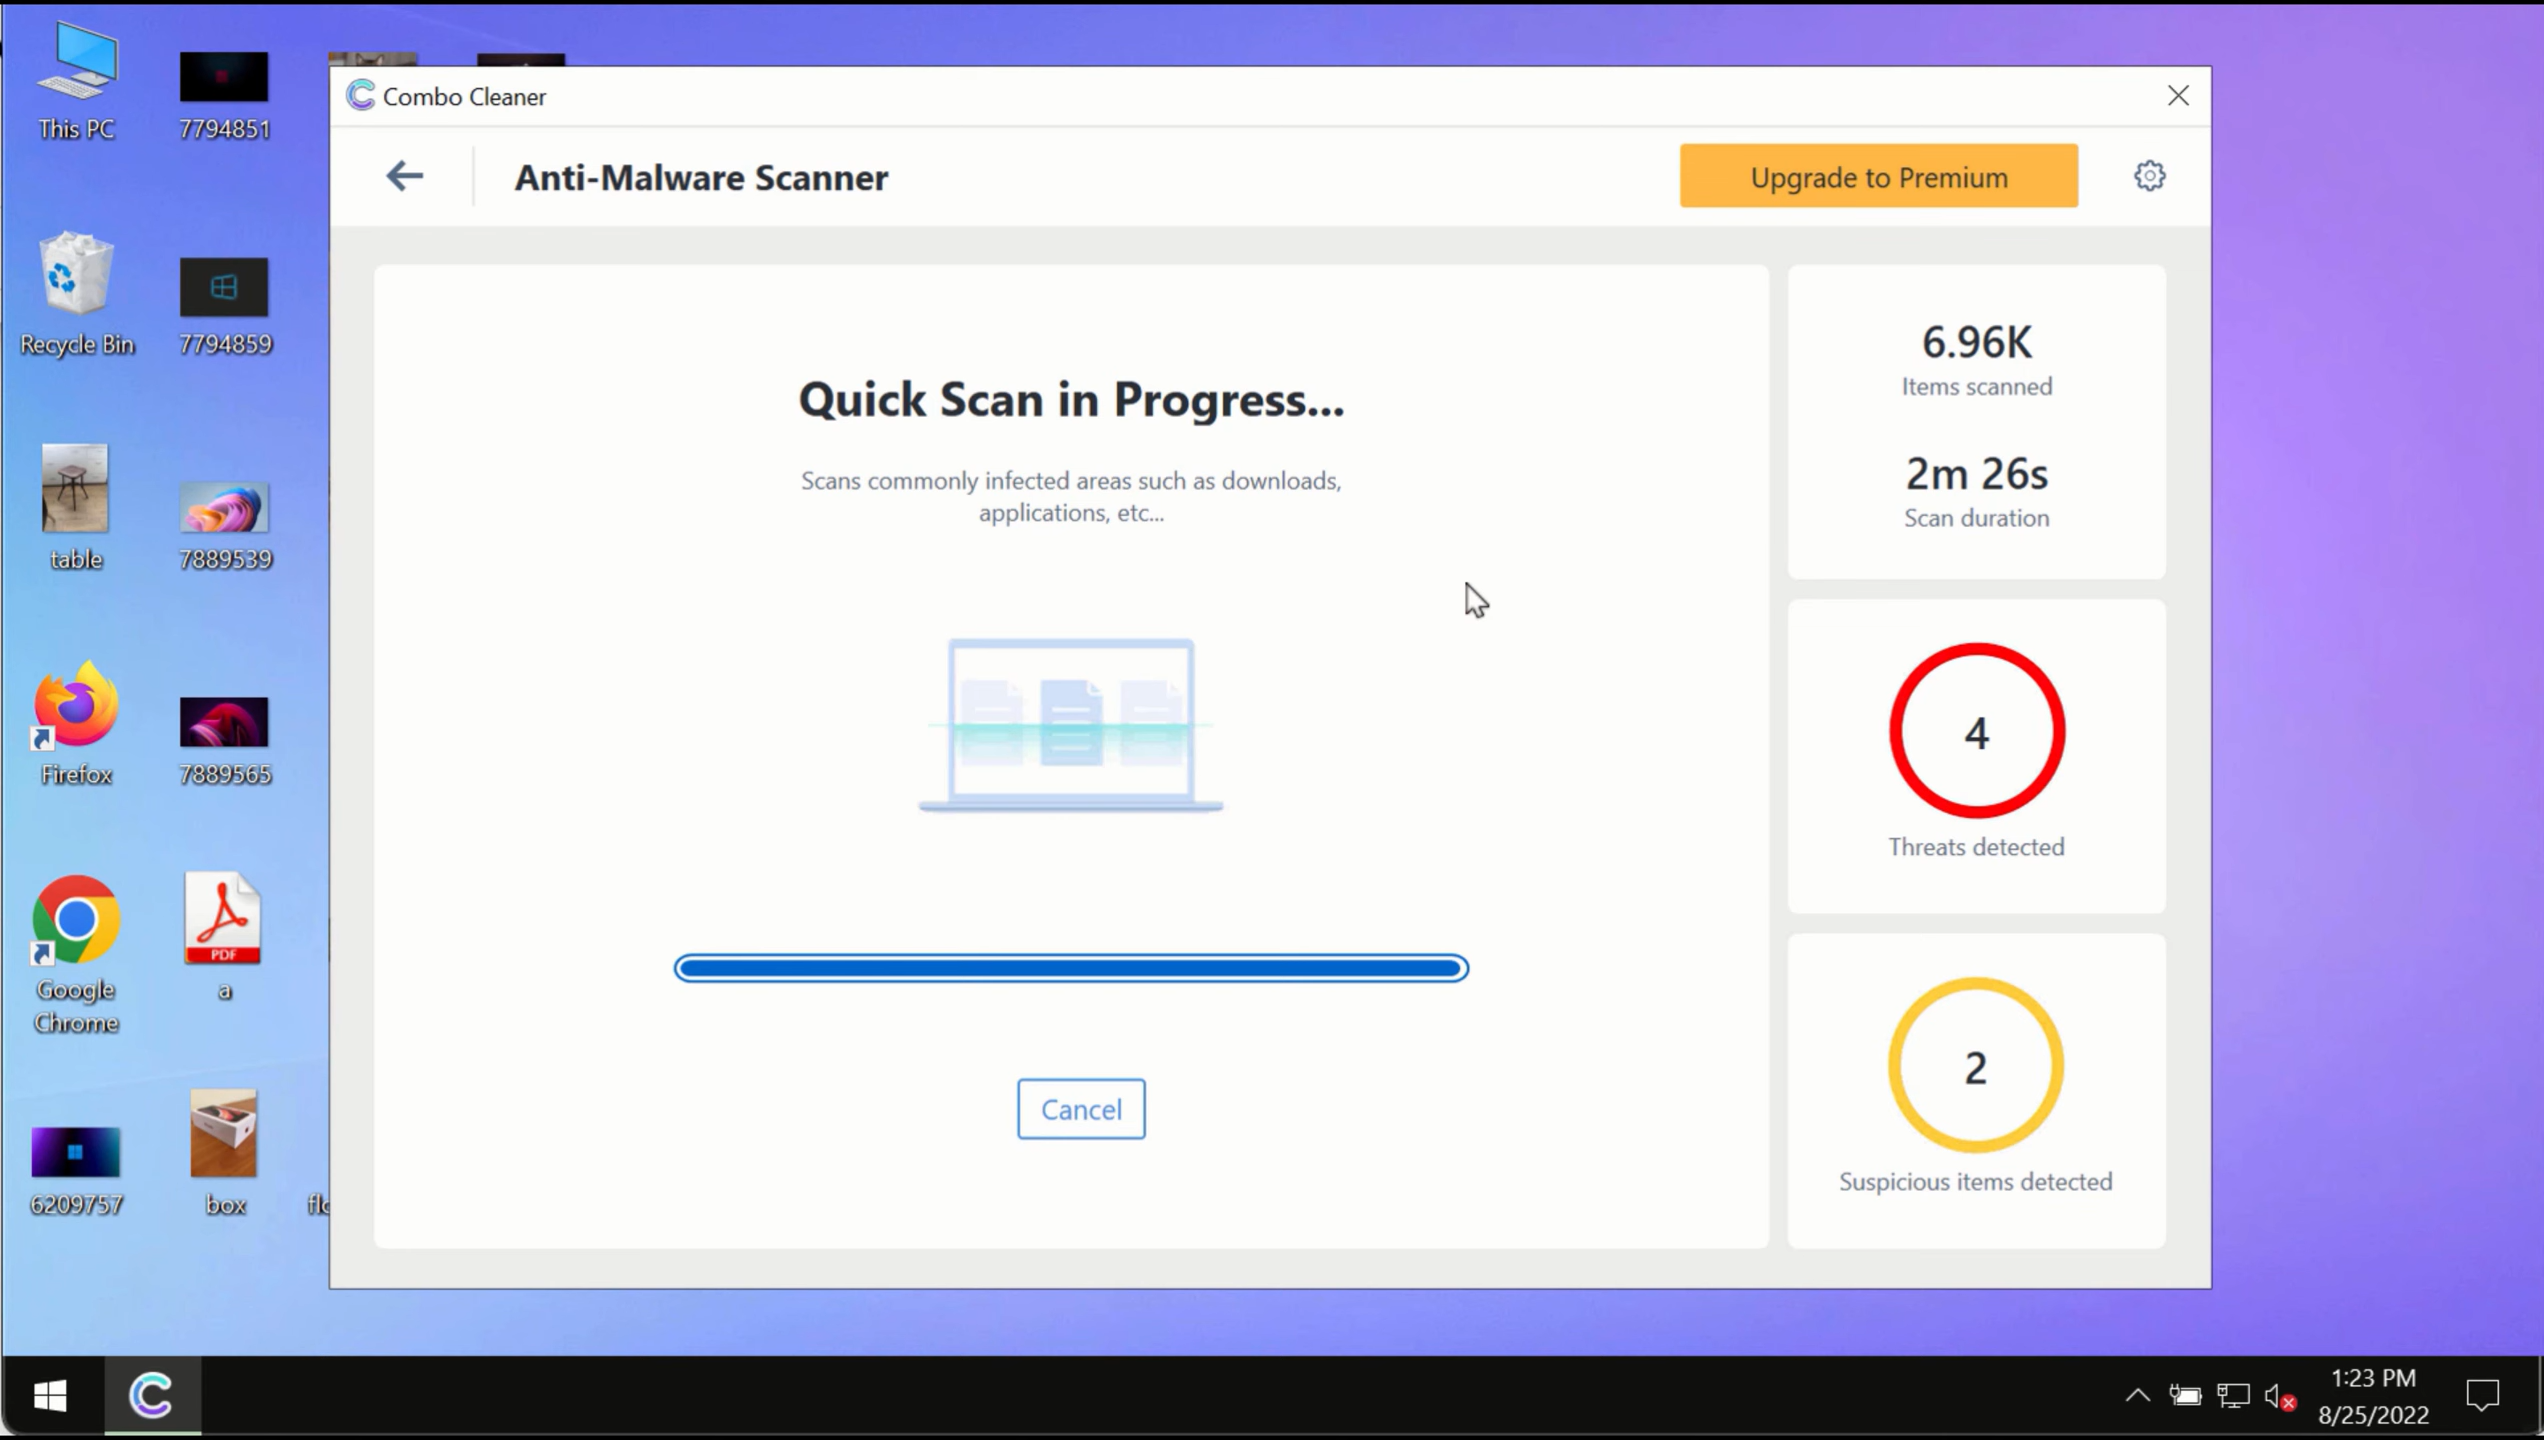 This PC
7794851
Recycle Bin
7794859
table
7889539
Firefox
7889565
Google
Chrome
PDF
a
6209757
box
Combo Cleaner
Anti-Malware Scanner
Upgrade to Premium
Quick Scan in Progress...
Scans commonly infected areas such as downloads,
applications, etc...
Cancel
6.96K
Items scanned
2m 26s
Scan duration
4
Threats detected
2
Suspicious items detected
1:23 PM
8/25/2022